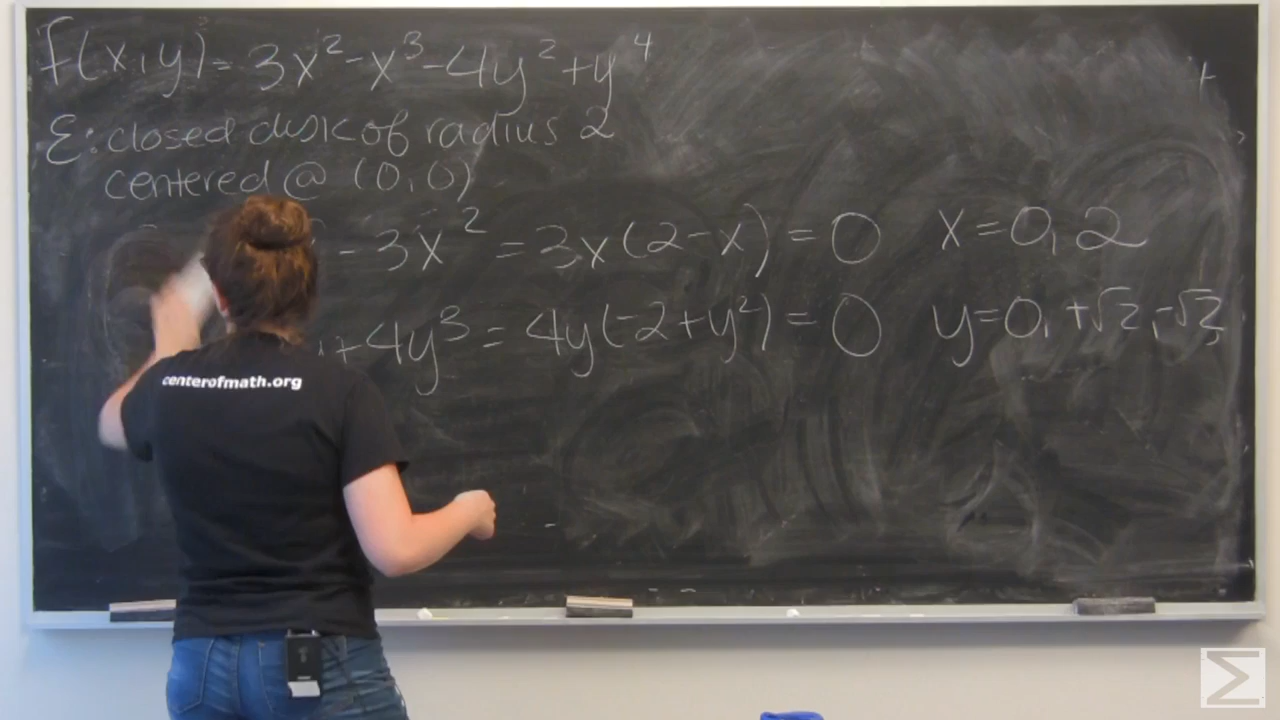 f(x,y)=3x²-x³-4y²+y⁴
E: closed disk of radius 2
centered @ (0,0)
-3x²=3x(2-x)=0 x=0,2
+4y³=4y(-2+y²)=0 y=0,+√2,-√2
centerofmath.org
Σ